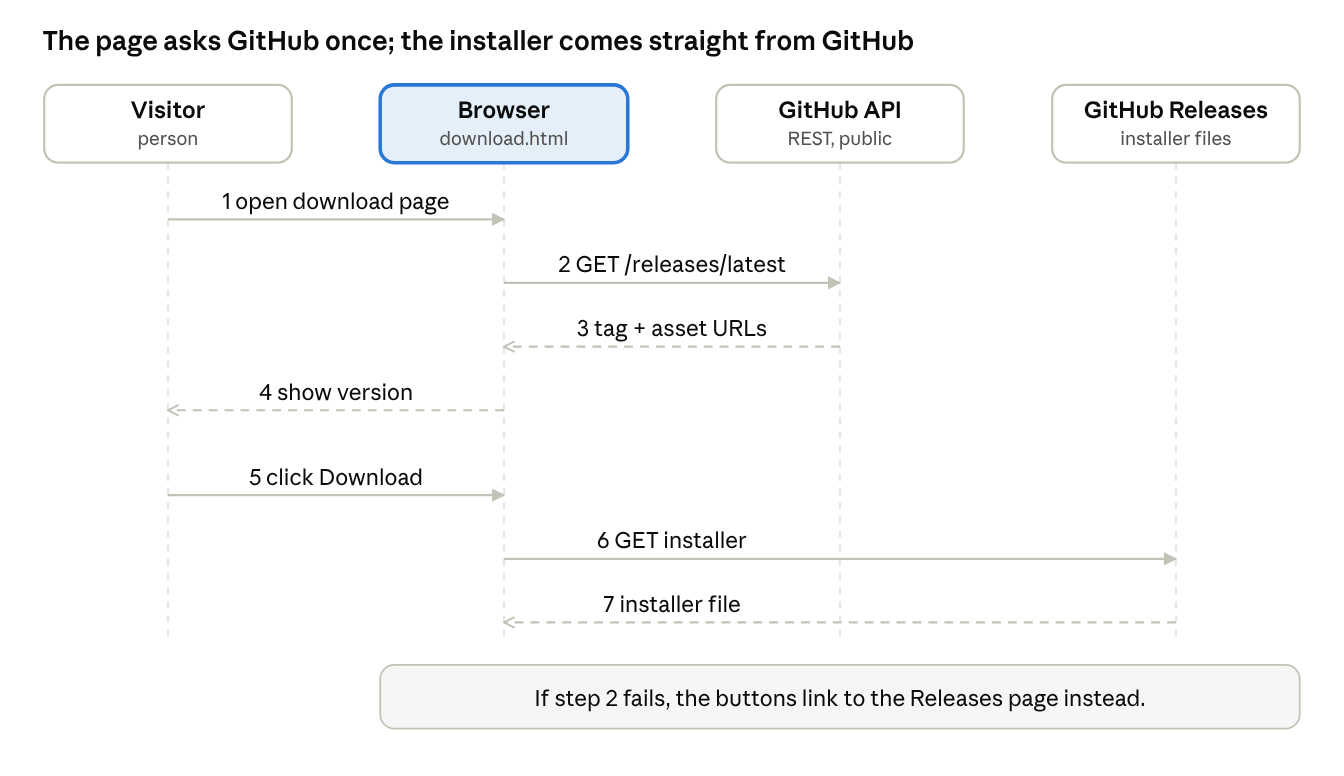 The page asks GitHub once; the installer comes straight from GitHub
Visitor
person
Browser
download.html
GitHub API
REST, public
GitHub Releases
installer files
1 open download page
2 GET /releases/latest
3 tag + asset URLs
4 show version
5 click Download
6 GET installer
7 installer file
If step 2 fails, the buttons link to the Releases page instead.